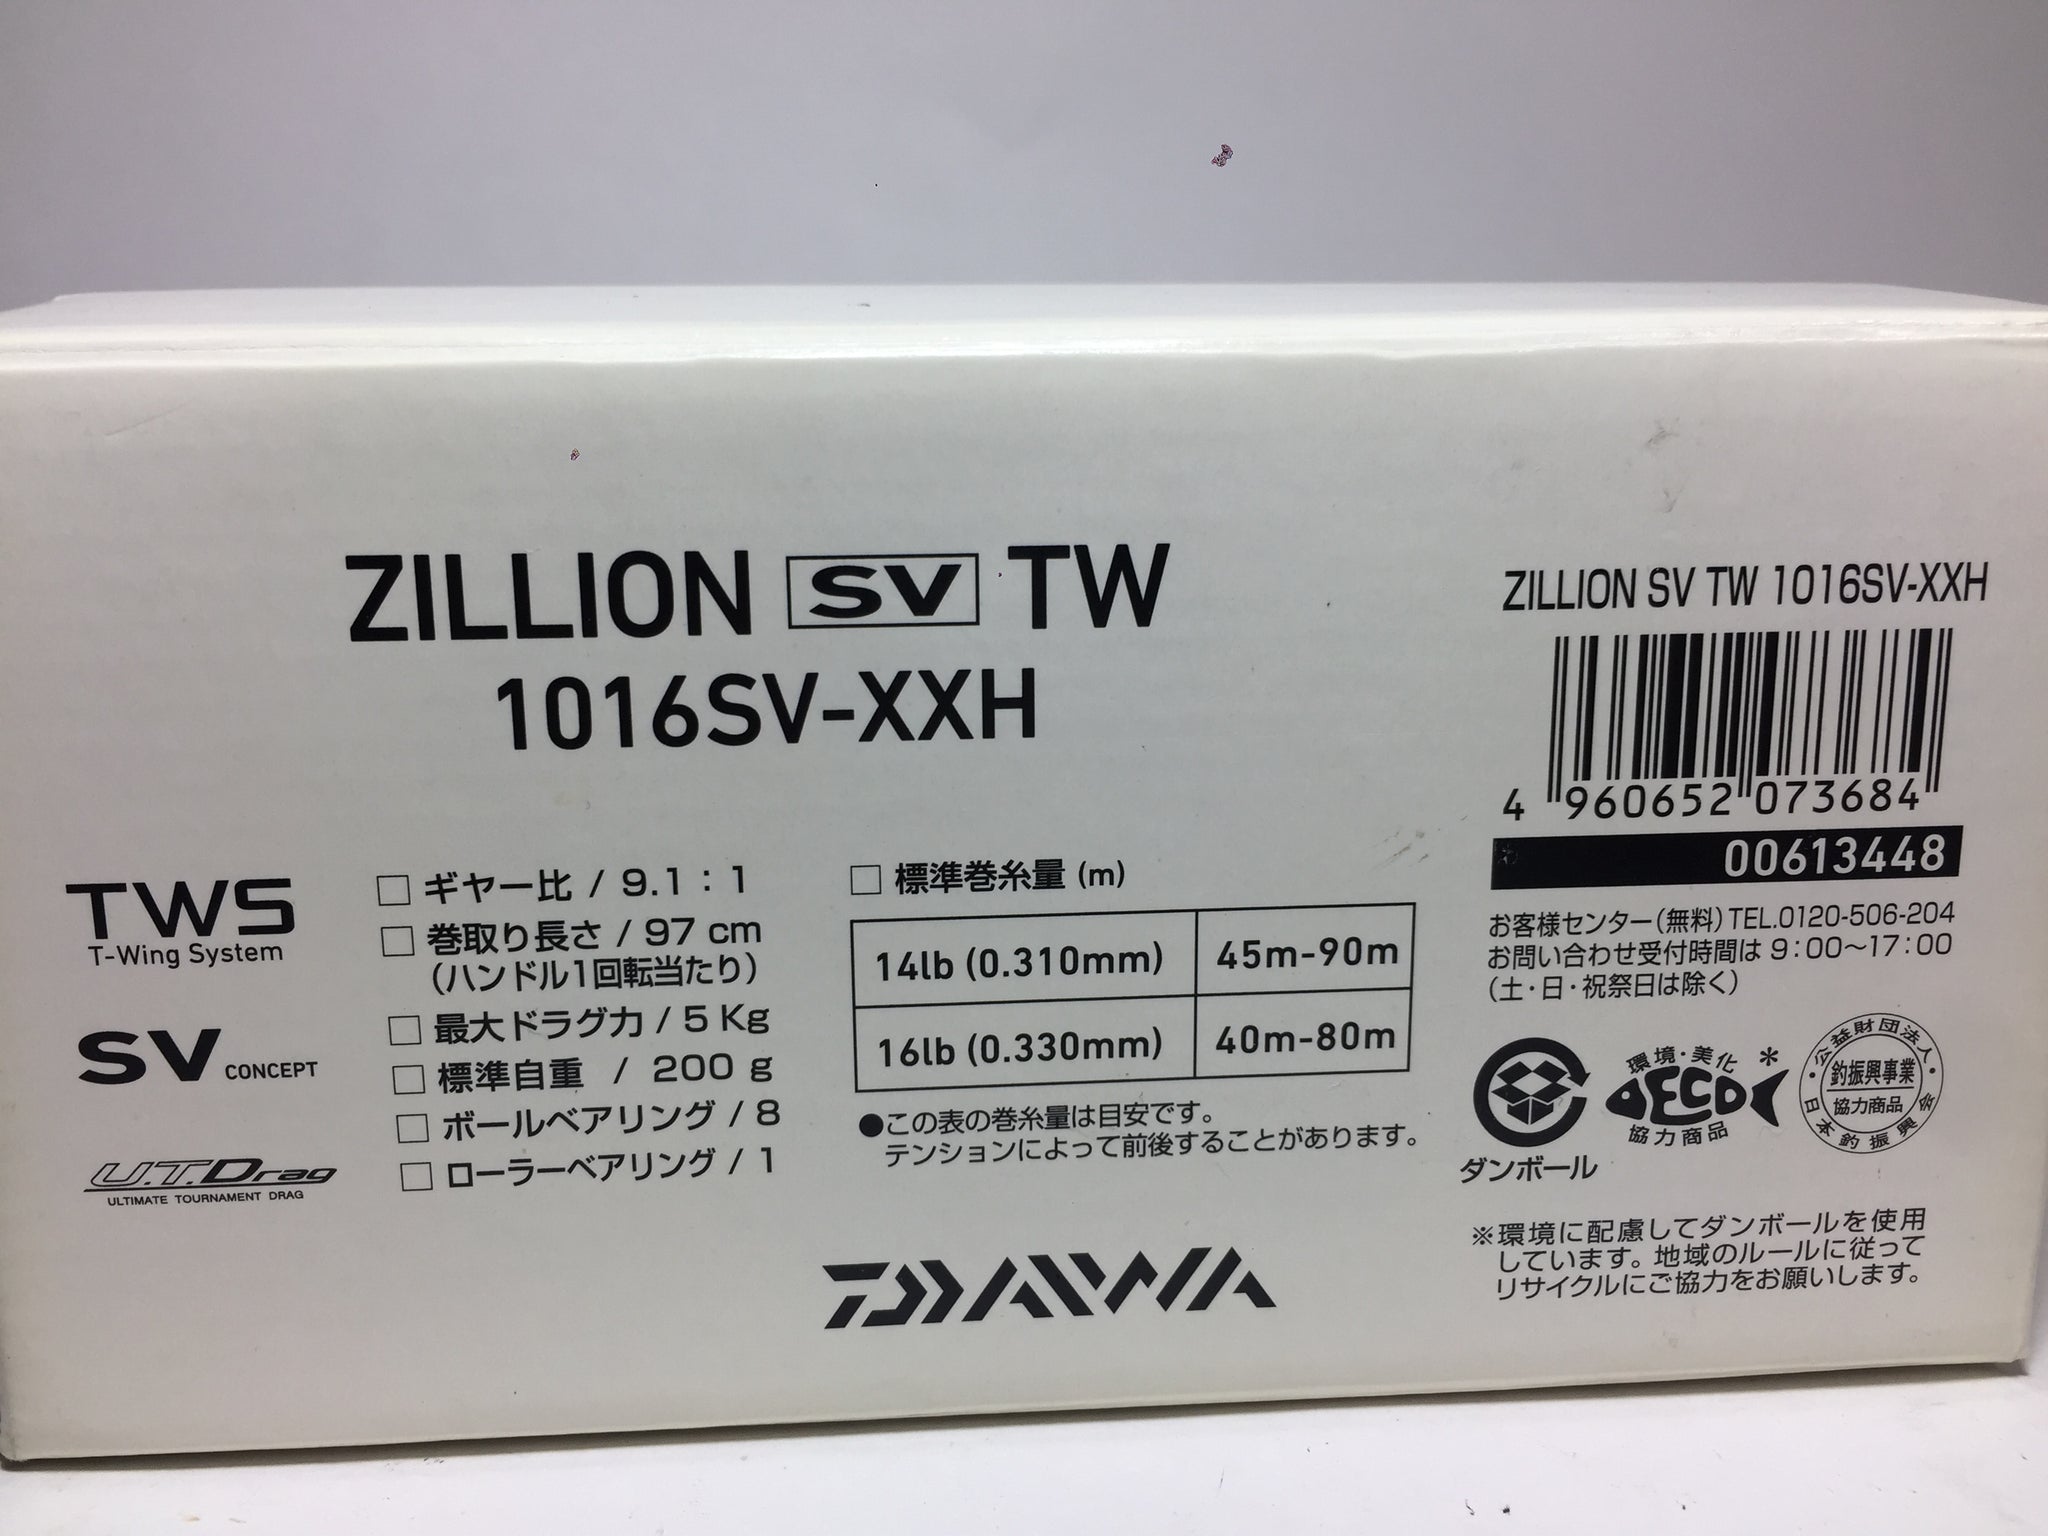 ZILLION SV TW
1016SV-XXH
TWS
T-Wing System
SV CONCEPT
U.T.Drag
ULTIMATE TOURNAMENT DRAG
□ ギヤー比 / 9.1：1
□ 巻取り長さ / 97 cm
(ハンドル1回転当たり)
□ 最大ドラグ力 / 5 Kg
□ 標準自重 / 200 g
□ ボールベアリング / 8
□ ローラーベアリング / 1
□ 標準巻糸量 (m)
14lb (0.310mm) 45m-90m
16lb (0.330mm) 40m-80m
●この表の巻糸量は目安です。
テンションによって前後することがあります。
DAIWA
ZILLION SV TW 1016SV-XXH
4 960652 073684
00613448
お客様センター(無料)TEL.0120-506-204
お問い合わせ受付時間は 9：00～17：00
(土・日・祝祭日は除く)
ダンボール
環境・美化
ECO
協力商品
公益財団法人
釣振興事業
協力商品
日本釣振興会
※環境に配慮してダンボールを使用
しています。地域のルールに従って
リサイクルにご協力をお願いします。